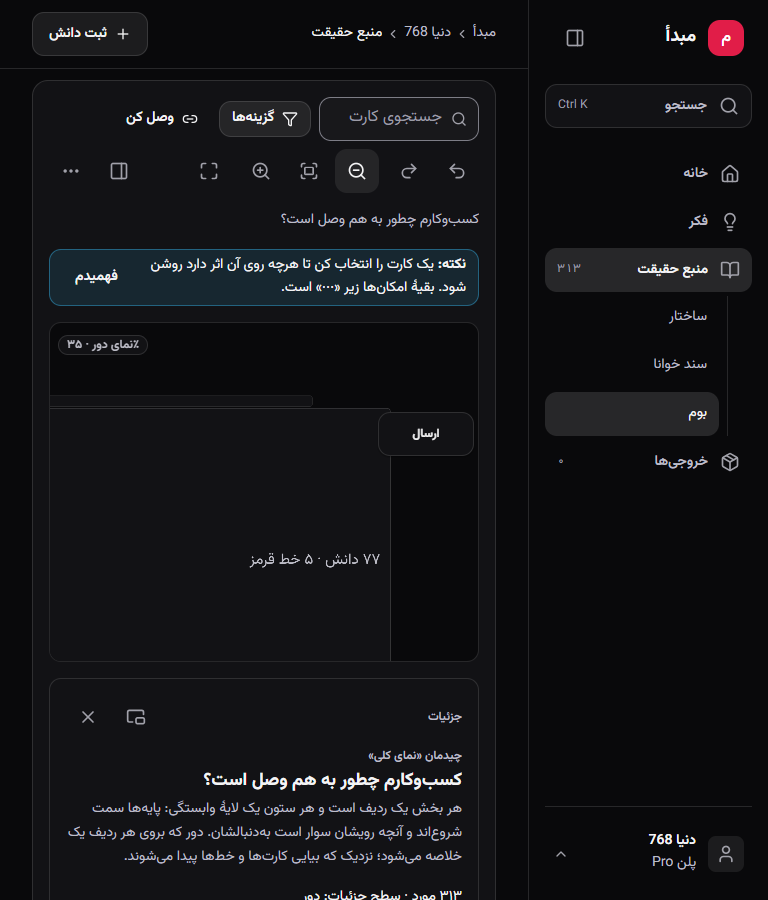 م
مبدأ
جستجو
Ctrl K
خانه
فکر
منبع حقیقت
۳۱۳
ساختار
سند خوانا
بوم
خروجی‌ها
۰
دنیا 768
پلن Pro
مبدأ › دنیا 768 › منبع حقیقت
+ ثبت دانش
جستجوی کارت
گزینه‌ها
وصل کن
کسب‌وکارم چطور به هم وصل است؟
نکته: یک کارت را انتخاب کن تا هرچه روی آن اثر دارد روشن
شود. بقیهٔ امکان‌ها زیر «···» است.
فهمیدم
٪نمای دور · ۳۵
ارسال
۷۷ دانش · ۵ خط قرمز
جزئیات
چیدمان «نمای کلی»
کسب‌وکارم چطور به هم وصل است؟
هر بخش یک ردیف است و هر ستون یک لایهٔ وابستگی: پایه‌ها سمت
شروع‌اند و آنچه رویشان سوار است به‌دنبالشان. دور که بروی هر ردیف یک
خلاصه می‌شود؛ نزدیک که بیایی کارت‌ها و خط‌ها پیدا می‌شوند.
۳۱۳ مورد · سطح جزئیات: دور